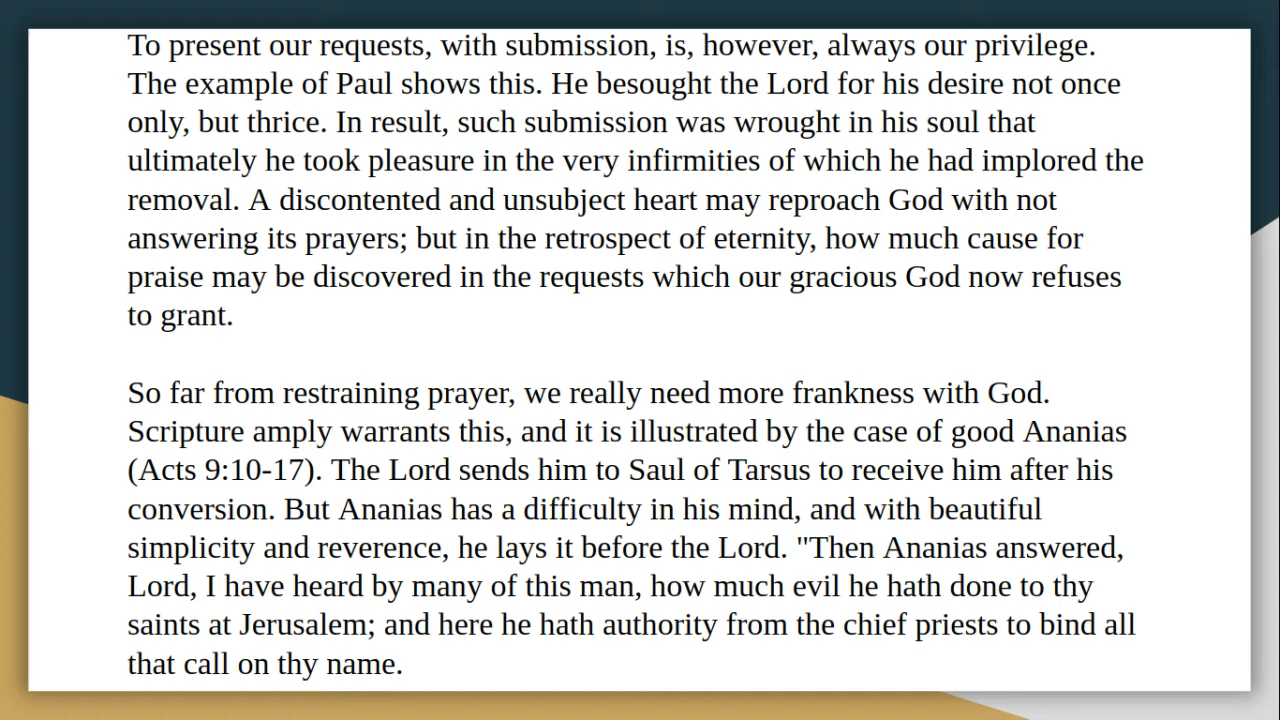 To present our requests, with submission, is, however, always our privilege.
The example of Paul shows this. He besought the Lord for his desire not once
only, but thrice. In result, such submission was wrought in his soul that
ultimately he took pleasure in the very infirmities of which he had implored the
removal. A discontented and unsubject heart may reproach God with not
answering its prayers; but in the retrospect of eternity, how much cause for
praise may be discovered in the requests which our gracious God now refuses
to grant.
So far from restraining prayer, we really need more frankness with God.
Scripture amply warrants this, and it is illustrated by the case of good Ananias
(Acts 9:10-17). The Lord sends him to Saul of Tarsus to receive him after his
conversion. But Ananias has a difficulty in his mind, and with beautiful
simplicity and reverence, he lays it before the Lord. "Then Ananias answered,
Lord, I have heard by many of this man, how much evil he hath done to thy
saints at Jerusalem; and here he hath authority from the chief priests to bind all
that call on thy name.